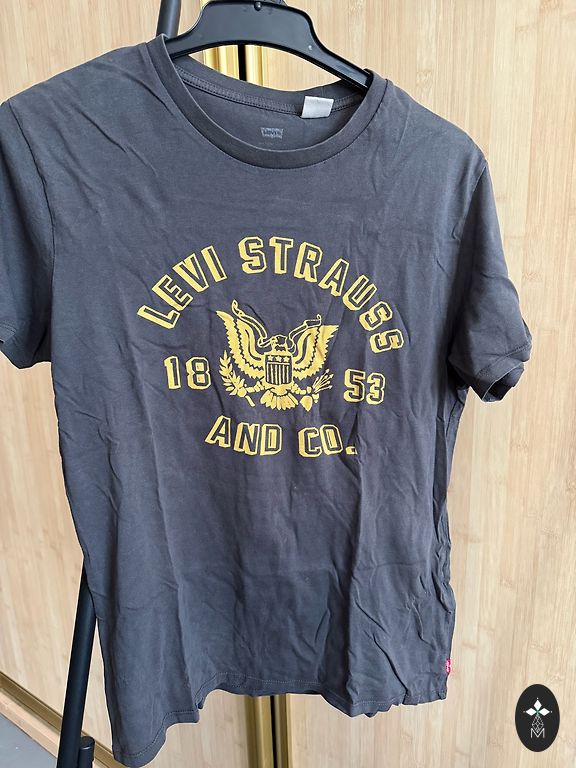 LEVI STRAUSS
18 53
AND CO.